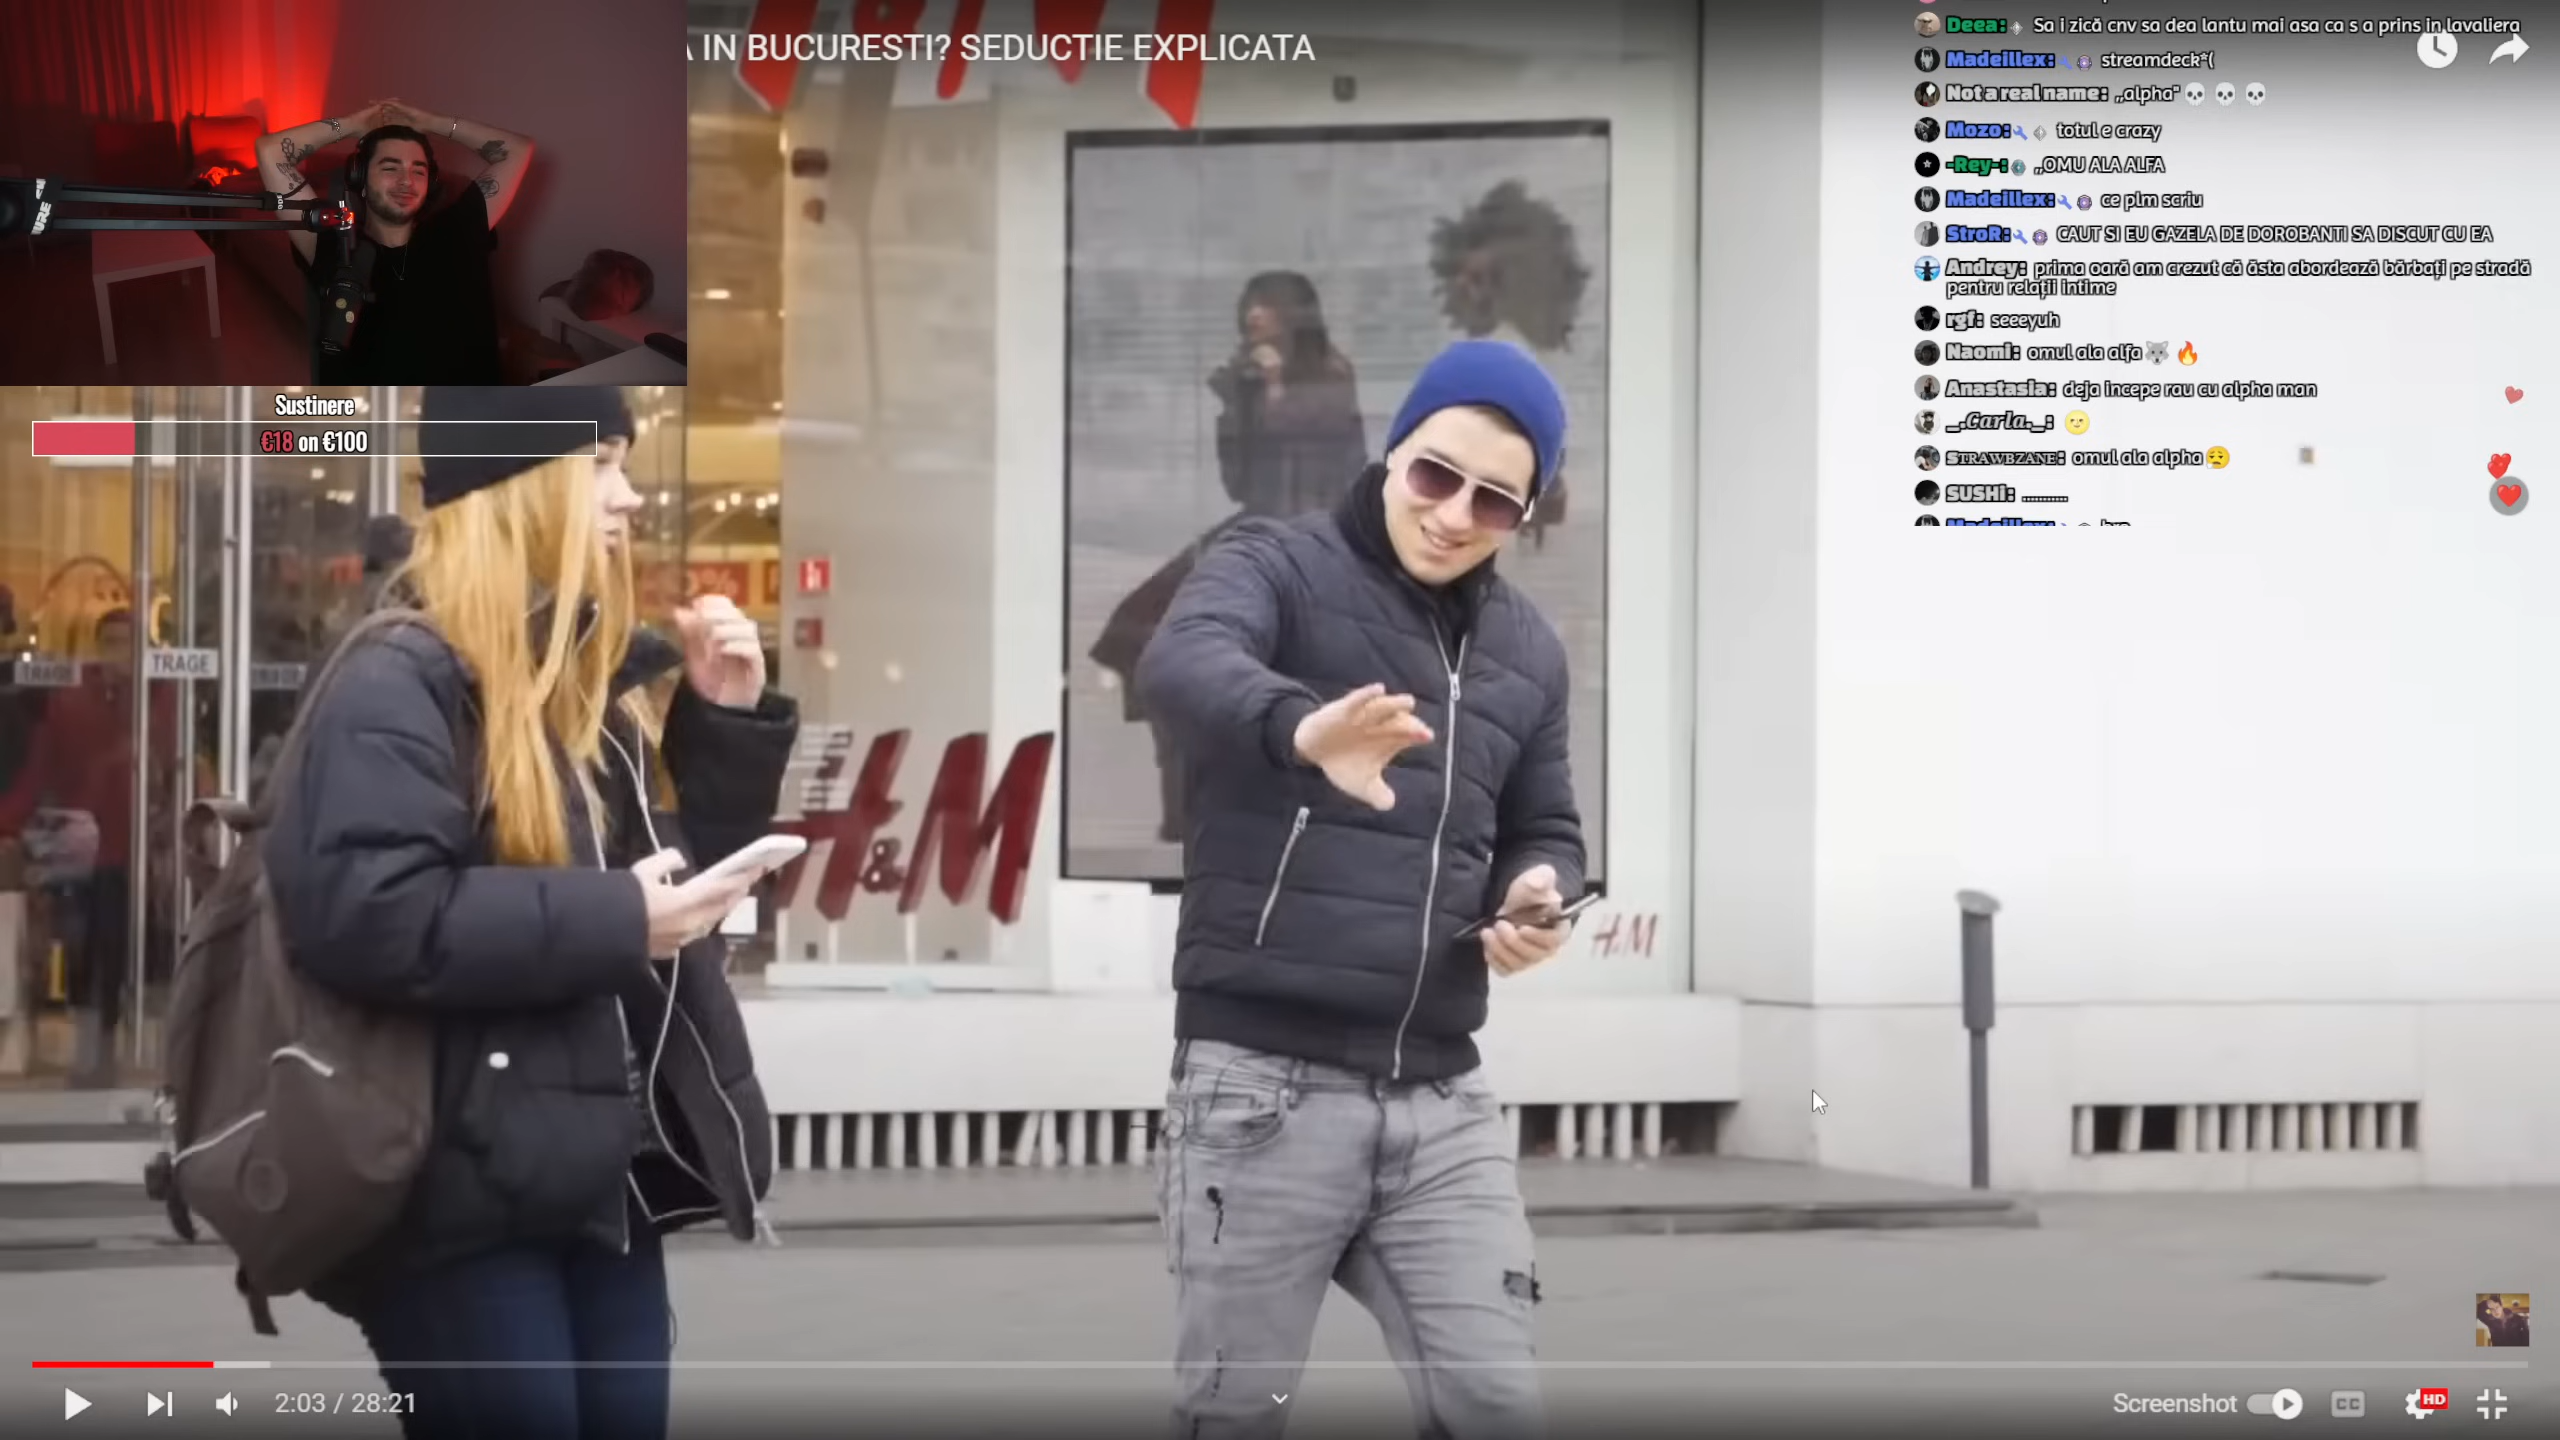 IN BUCURESTI? SEDUCTIE EXPLICATA
Deea: Sa i zică cnv sa dea lantu mai asa ca s a prins in lavaliera
Madeillex: streamdeck*(
Not a real name: „alpha" 💀 💀 💀
Mozo: totul e crazy
-Rey-: „OMU ALA ALFA
Madeillex: ce plm scriu
StroR: CAUT SI EU GAZELA DE DOROBANTI SA DISCUT CU EA
Andrey: prima oară am crezut că ăsta abordează bărbați pe stradă
pentru relații intime
rgf: seeeyuh
Naomi: omul ala alfa 🐺 🔥
Anastasia: deja incepe rau cu alpha man
_.Carla._: 🌝
STRAWBZANE: omul ala alpha 😮‍💨
SUSHI: ...........
SHURE
Sustinere
€18 on €100
TRAGE
TRAGE
H&M
H&M
2:03 / 28:21
Screenshot
CC
HD